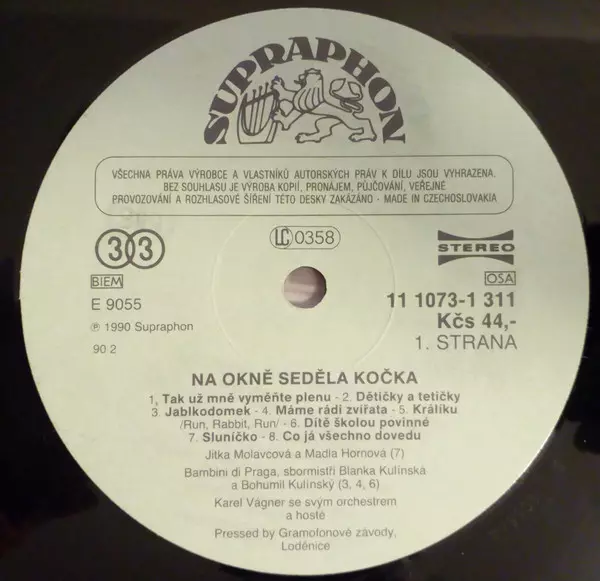 SUPRAPHON
VŠECHNA PRÁVA VÝROBCE A VLASTNÍKŮ AUTORSKÝCH PRÁV K DÍLU JSOU VYHRAZENA.
BEZ SOUHLASU JE VÝROBA KOPIÍ, PRONÁJEM, PŮJČOVÁNÍ, VEŘEJNÉ
PROVOZOVÁNÍ A ROZHLASOVÉ ŠÍŘENÍ TÉTO DESKY ZAKÁZÁNO - MADE IN CZECHOSLOVAKIA
33
LC 0358
STEREO
BIEM
OSA
E 9055
11 1073-1 311
Kčs 44,-
℗ 1990 Supraphon
1. STRANA
90 2
NA OKNĚ SEDĚLA KOČKA
1, Tak už mně vyměňte plenu - 2. Dětičky a tetičky
3. Jablkodomek - 4. Máme rádi zvířata - 5. Králíku
/Run, Rabbit, Run/ - 6. Dítě školou povinné
7. Sluníčko - 8. Co já všechno dovedu
Jitka Molavcová a Madla Hornová (7)
Bambini di Praga, sbormistři Blanka Kulínská
a Bohumil Kulínský (3, 4, 6)
Karel Vágner se svým orchestrem
a hosté
Pressed by Gramofonové závody,
Loděnice